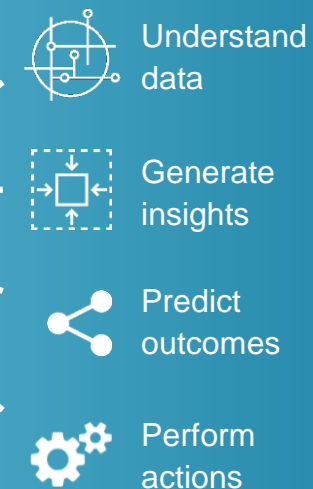 Understand
data
Generate
insights
Predict
outcomes
Perform
actions